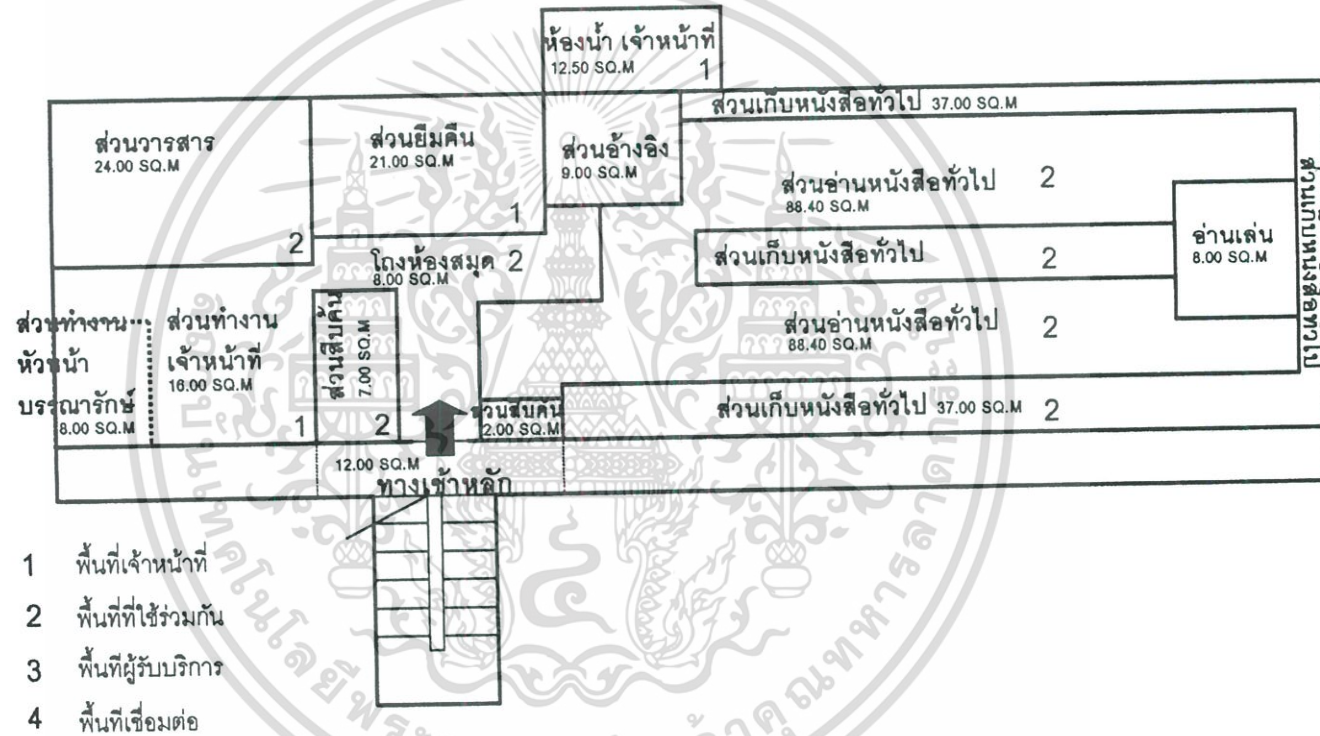 ห้องน้ำ เจ้าหน้าที่
12.50 SQ.M 1
ส่วนวารสาร
24.00 SQ.M
2
ส่วนยืมคืน
21.00 SQ.M
1
ส่วนอ้างอิง
9.00 SQ.M
ส่วนเก็บหนังสือทั่วไป 37.00 SQ.M
ส่วนอ่านหนังสือทั่วไป 2
88.40 SQ.M
ส่วนเก็บหนังสือทั่วไป 2
อ่านเล่น
8.00 SQ.M
ส่วนเก็บหนังสือทั่วไป
โถงห้องสมุด 2
8.00 SQ.M
ส่วนทำงาน
หัวหน้า
บรรณารักษ์
8.00 SQ.M
ส่วนทำงาน
เจ้าหน้าที่
16.00 SQ.M
1
ส่วนสืบค้น
7.00 SQ.M
2
ส่วนอ่านหนังสือทั่วไป 2
88.40 SQ.M
ส่วนสืบค้น
2.00 SQ.M
ส่วนเก็บหนังสือทั่วไป 37.00 SQ.M 2
12.00 SQ.M
ทางเข้าหลัก
1 พื้นที่เจ้าหน้าที่
2 พื้นที่ที่ใช้ร่วมกัน
3 พื้นที่ผู้รับบริการ
4 พื้นที่เชื่อมต่อ